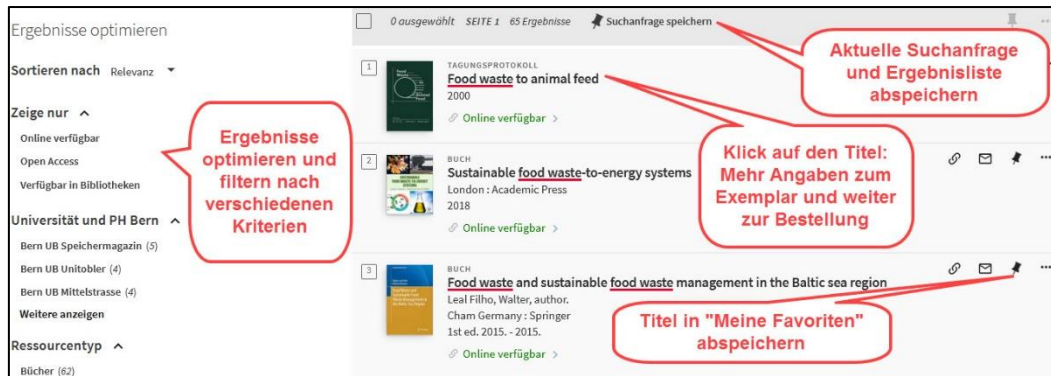 Ergebnisse optimieren
Sortieren nach Relevanz
Zeige nur
Online verfügbar
Open Access
Verfügbar in Bibliotheken
Universität und PH Bern
Bern UB Speichermagazin (5)
Bern UB Unitobler (4)
Bern UB Mittelstrasse (4)
Weitere anzeigen
Ressourcentyp
Bücher (62)
Ergebnisse
optimieren und
filtern nach
verschiedenen
Kriterien
0 ausgewählt SEITE 1 65 Ergebnisse Suchanfrage speichern
Aktuelle Suchanfrage
und Ergebnisliste
abspeichern
1
TAGUNGSPROTOKOLL
Food waste to animal feed
2000
Online verfügbar
Klick auf den Titel:
Mehr Angaben zum
Exemplar und weiter
zur Bestellung
2
BUCH
Sustainable food waste-to-energy systems
London : Academic Press
2018
Online verfügbar
3
BUCH
Food waste and sustainable food waste management in the Baltic sea region
Leal Filho, Walter, author.
Cham Germany : Springer
1st ed. 2015. - 2015.
Online verfügbar
Titel in "Meine Favoriten"
abspeichern